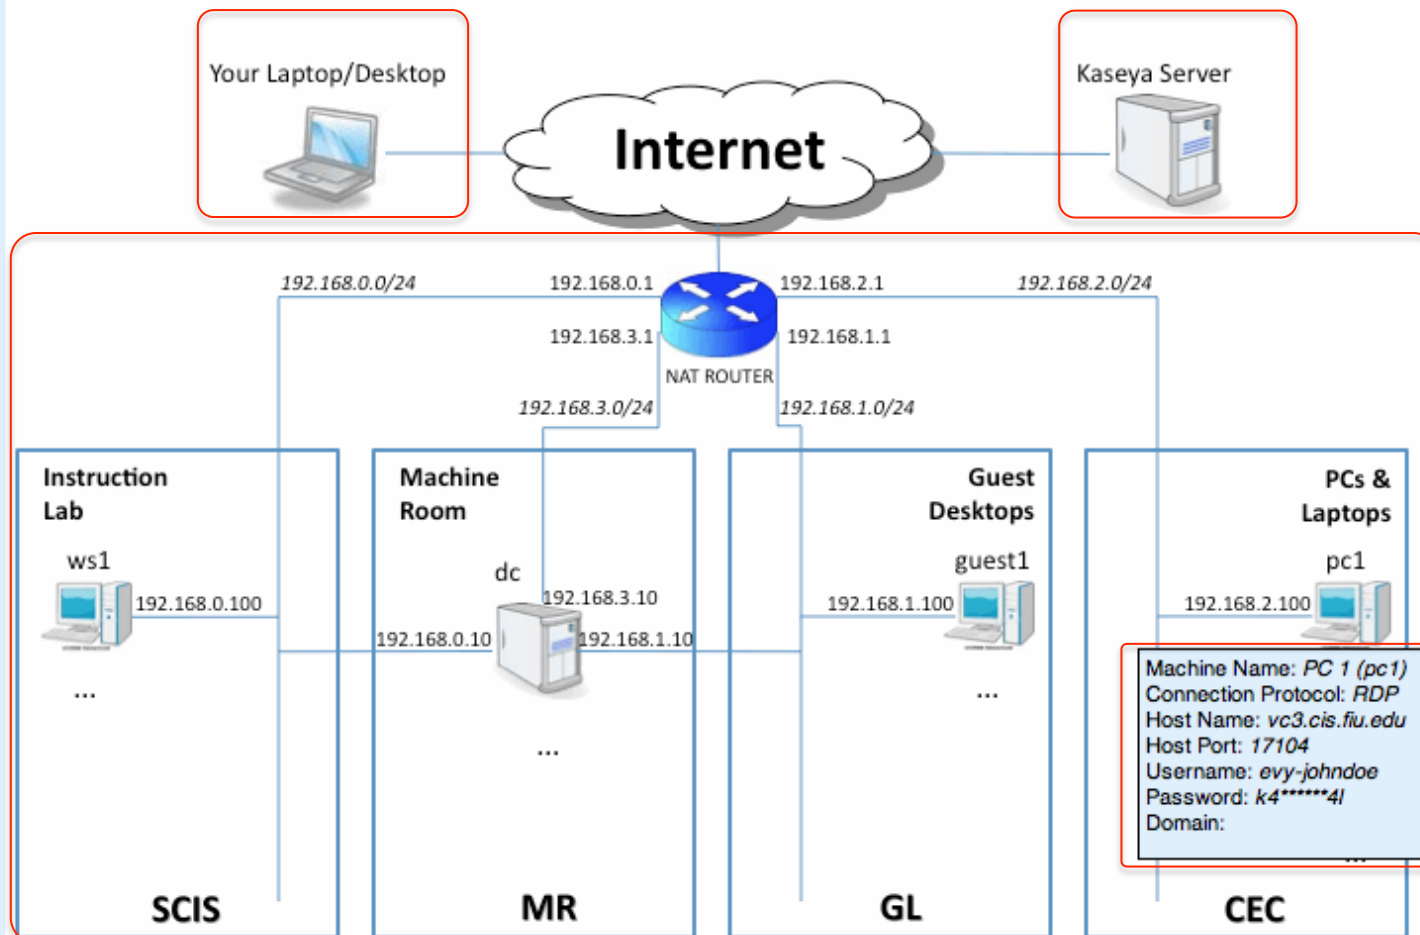 Your Laptop/Desktop
Kaseya Server
Internet
192.168.0.0/24
192.168.0.1
192.168.2.1
192.168.2.0/24
192.168.3.1
192.168.1.1
NAT ROUTER
192.168.3.0/24
192.168.1.0/24
Instruction
Lab
ws1
192.168.0.100
...
SCIS
Machine
Room
dc
192.168.3.10
192.168.0.10
192.168.1.10
...
MR
Guest
Desktops
guest1
192.168.1.100
...
GL
PCs &
Laptops
pc1
192.168.2.100
Machine Name: PC 1 (pc1)
Connection Protocol: RDP
Host Name: vc3.cis.fiu.edu
Host Port: 17104
Username: evy-johndoe
Password: k4******4l
Domain:
...
CEC